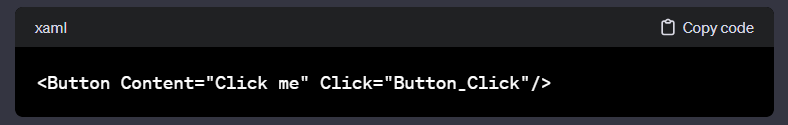 xaml
Copy code
<Button Content="Click me" Click="Button_Click"/>